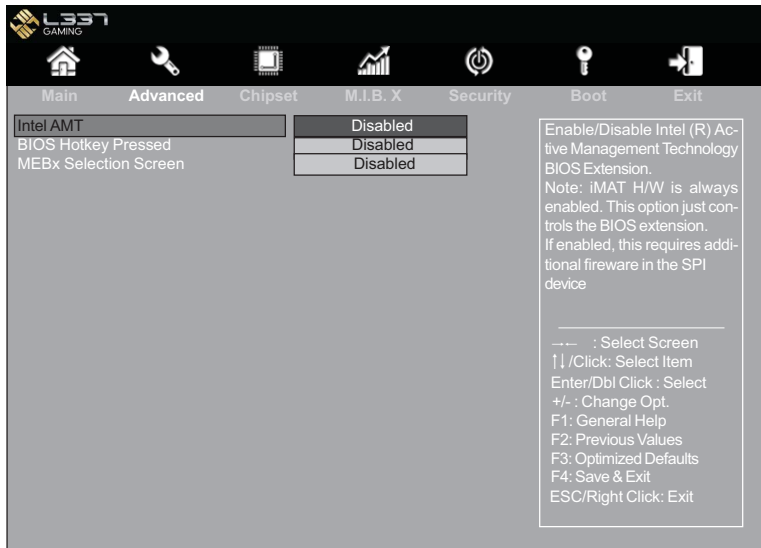 L337
GAMING
Main Advanced Chipset M.I.B. X Security Boot Exit
Intel AMT Disabled
BIOS Hotkey Pressed Disabled
MEBx Selection Screen Disabled
Enable/Disable Intel (R) Ac-
tive Management Technology
BIOS Extension.
Note: iMAT H/W is always
enabled. This option just con-
trols the BIOS extension.
If enabled, this requires addi-
tional fireware in the SPI
device
→← : Select Screen
↑↓/Click: Select Item
Enter/Dbl Click : Select
+/- : Change Opt.
F1: General Help
F2: Previous Values
F3: Optimized Defaults
F4: Save & Exit
ESC/Right Click: Exit